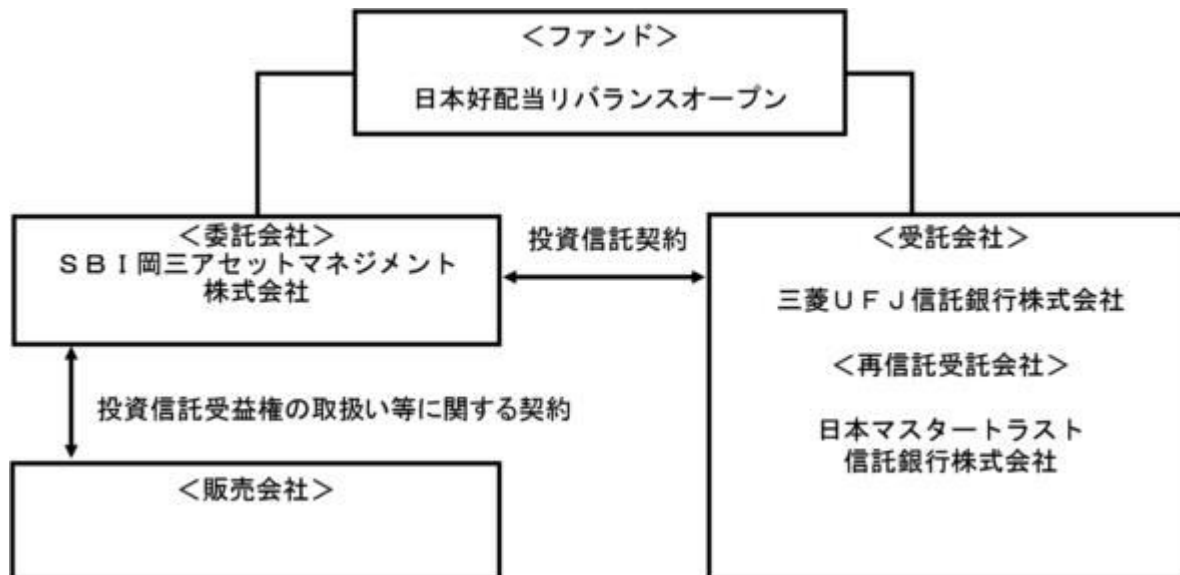 ＜ファンド＞
日本好配当リバランスオープン
＜委託会社＞
ＳＢＩ岡三アセットマネジメント
株式会社
投資信託契約
＜受託会社＞
三菱ＵＦＪ信託銀行株式会社
＜再信託受託会社＞
日本マスタートラスト
信託銀行株式会社
投資信託受益権の取扱い等に関する契約
＜販売会社＞